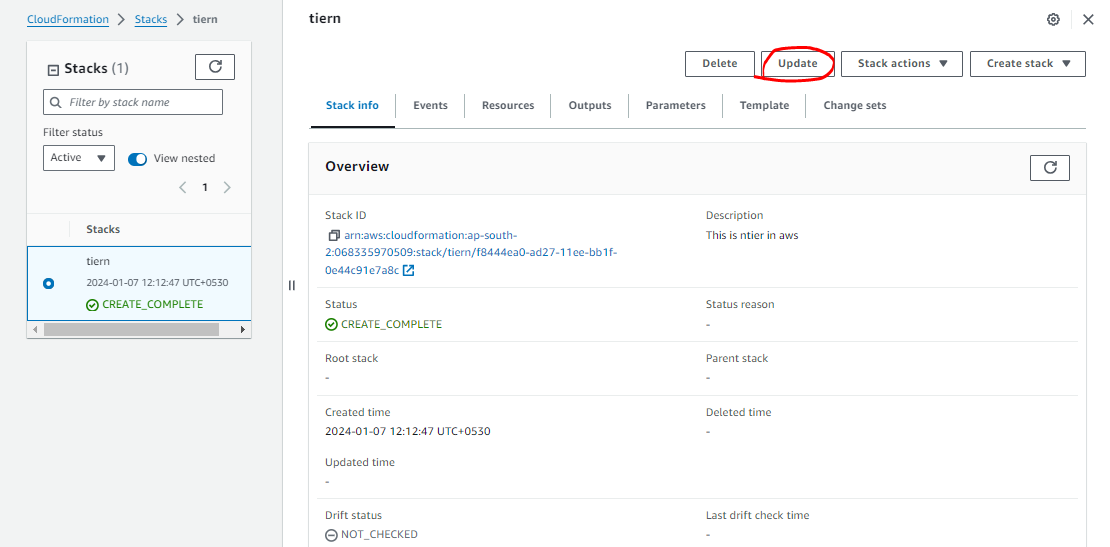 CloudFormation > Stacks > tiern
Stacks (1)
Filter by stack name
Filter status
Active
View nested
1
Stacks
tiern
2024-01-07 12:12:47 UTC+0530
CREATE_COMPLETE
tiern
Delete
Update
Stack actions
Create stack
Stack info
Events
Resources
Outputs
Parameters
Template
Change sets
Overview
Stack ID
arn:aws:cloudformation:ap-south-
2:068335970509:stack/tiern/f8444ea0-ad27-11ee-bb1f-
0e44c91e7a8c
Description
This is ntier in aws
Status
CREATE_COMPLETE
Status reason
-
Root stack
-
Parent stack
-
Created time
2024-01-07 12:12:47 UTC+0530
Deleted time
-
Updated time
-
Drift status
NOT_CHECKED
Last drift check time
-